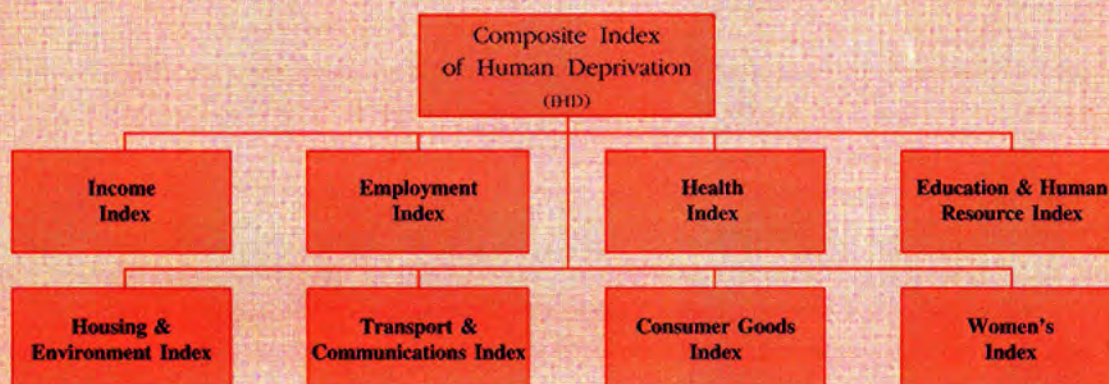 Composite Index
of Human Deprivation
(IHD)
Income
Index
Employment
Index
Health
Index
Education & Human
Resource Index
Housing &
Environment Index
Transport &
Communications Index
Consumer Goods
Index
Women's
Index